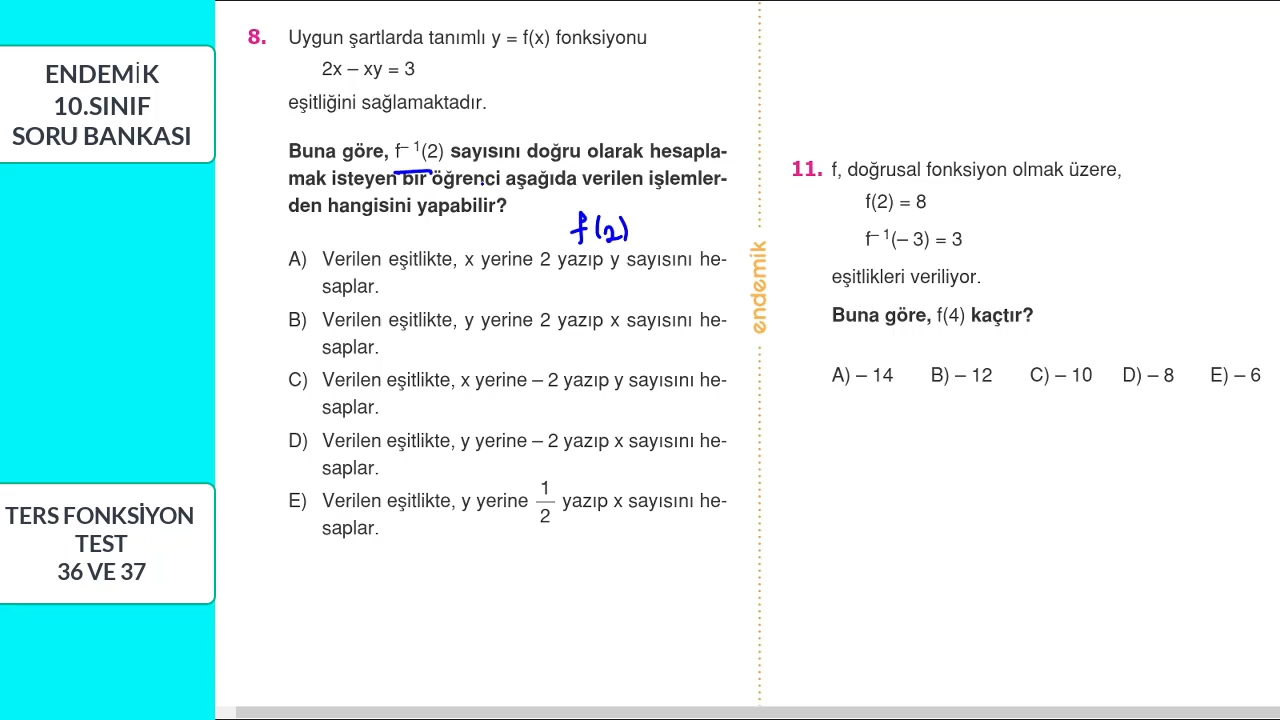 ENDEMİK
10.SINIF
SORU BANKASI
TERS FONKSİYON
TEST
36 VE 37
8. Uygun şartlarda tanımlı y = f(x) fonksiyonu
2x – xy = 3
eşitliğini sağlamaktadır.
Buna göre, f⁻¹(2) sayısını doğru olarak hesapla-
mak isteyen bir öğrenci aşağıda verilen işlemler-
den hangisini yapabilir?
f(2)
A) Verilen eşitlikte, x yerine 2 yazıp y sayısını he-
saplar.
B) Verilen eşitlikte, y yerine 2 yazıp x sayısını he-
saplar.
C) Verilen eşitlikte, x yerine – 2 yazıp y sayısını he-
saplar.
D) Verilen eşitlikte, y yerine – 2 yazıp x sayısını he-
saplar.
E) Verilen eşitlikte, y yerine 1/2 yazıp x sayısını he-
saplar.
endemik
11. f, doğrusal fonksiyon olmak üzere,
f(2) = 8
f⁻¹(– 3) = 3
eşitlikleri veriliyor.
Buna göre, f(4) kaçtır?
A) – 14 B) – 12 C) – 10 D) – 8 E) – 6